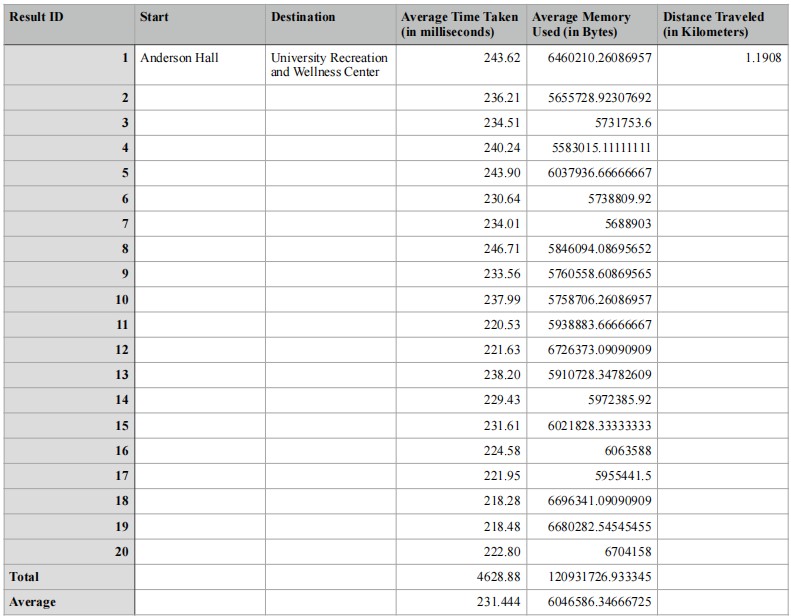 Result ID Start Destination Average Time Taken Average Memory Distance Traveled
(in milliseconds) Used (in Bytes) (in Kilometers)
1 Anderson Hall University Recreation 243.62 6460210.26086957 1.1908
and Wellness Center
2 236.21 5655728.92307692
3 234.51 5731753.6
4 240.24 5583015.11111111
5 243.90 6037936.66666667
6 230.64 5738809.92
7 234.01 5688903
8 246.71 5846094.08695652
9 233.56 5760558.60869565
10 237.99 5758706.26086957
11 220.53 5938883.66666667
12 221.63 6726373.09090909
13 238.20 5910728.34782609
14 229.43 5972385.92
15 231.61 6021828.33333333
16 224.58 6063588
17 221.95 5955441.5
18 218.28 6696341.09090909
19 218.48 6680282.54545455
20 222.80 6704158
Total 4628.88 120931726.933345
Average 231.444 6046586.34666725